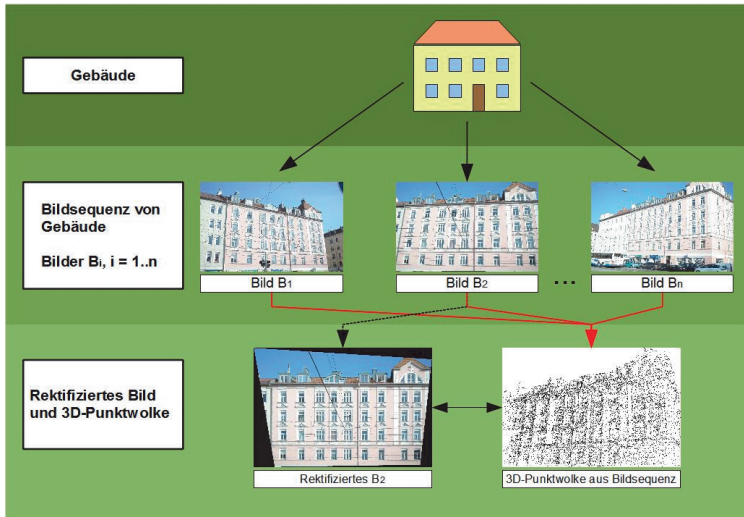 Gebäude
Bildsequenz von
Gebäude
Bilder Bi, i = 1..n
Bild B1
Bild B2
...
Bild Bn
Rektifiziertes Bild
und 3D-Punktwolke
Rektifiziertes B2
3D-Punktwolke aus Bildsequenz